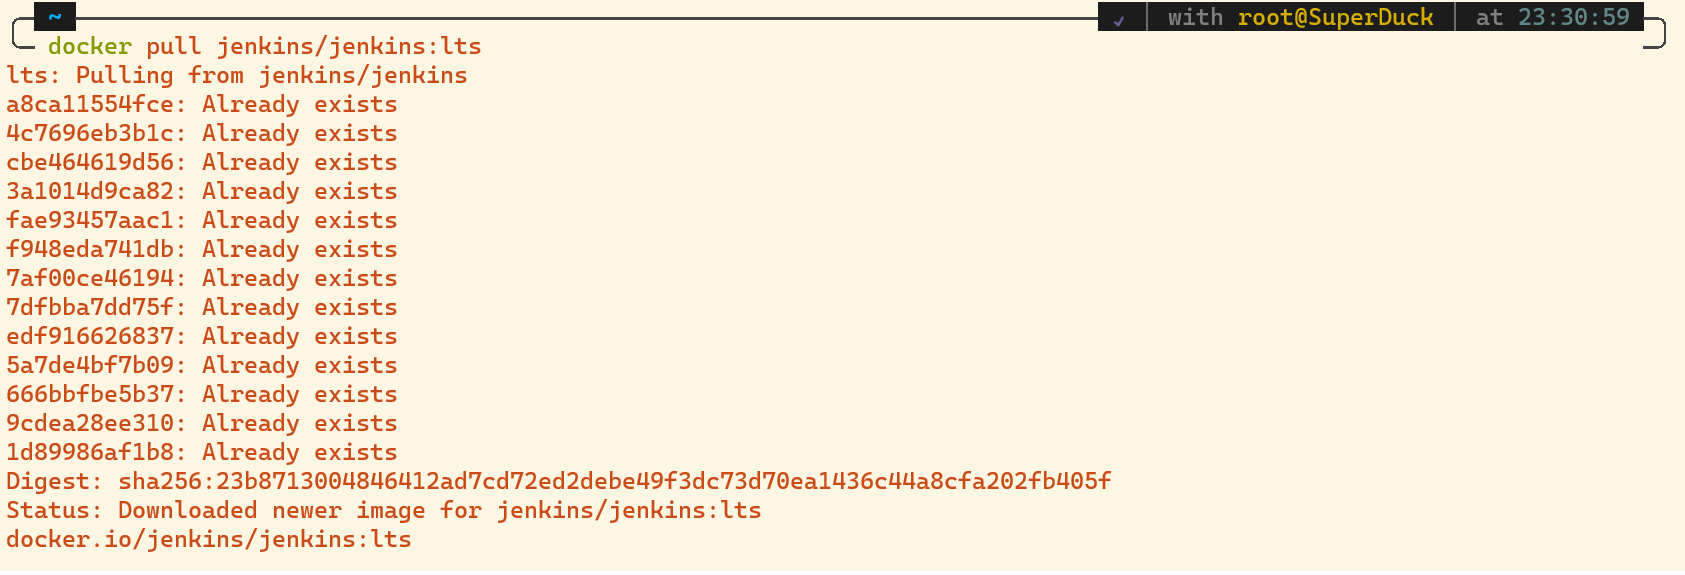 ~ ✓ with root@SuperDuck at 23:30:59
docker pull jenkins/jenkins:lts
lts: Pulling from jenkins/jenkins
a8ca11554fce: Already exists
4c7696eb3b1c: Already exists
cbe464619d56: Already exists
3a1014d9ca82: Already exists
fae93457aac1: Already exists
f948eda741db: Already exists
7af00ce46194: Already exists
7dfbba7dd75f: Already exists
edf916626837: Already exists
5a7de4bf7b09: Already exists
666bbfbe5b37: Already exists
9cdea28ee310: Already exists
1d89986af1b8: Already exists
Digest: sha256:23b8713004846412ad7cd72ed2debe49f3dc73d70ea1436c44a8cfa202fb405f
Status: Downloaded newer image for jenkins/jenkins:lts
docker.io/jenkins/jenkins:lts